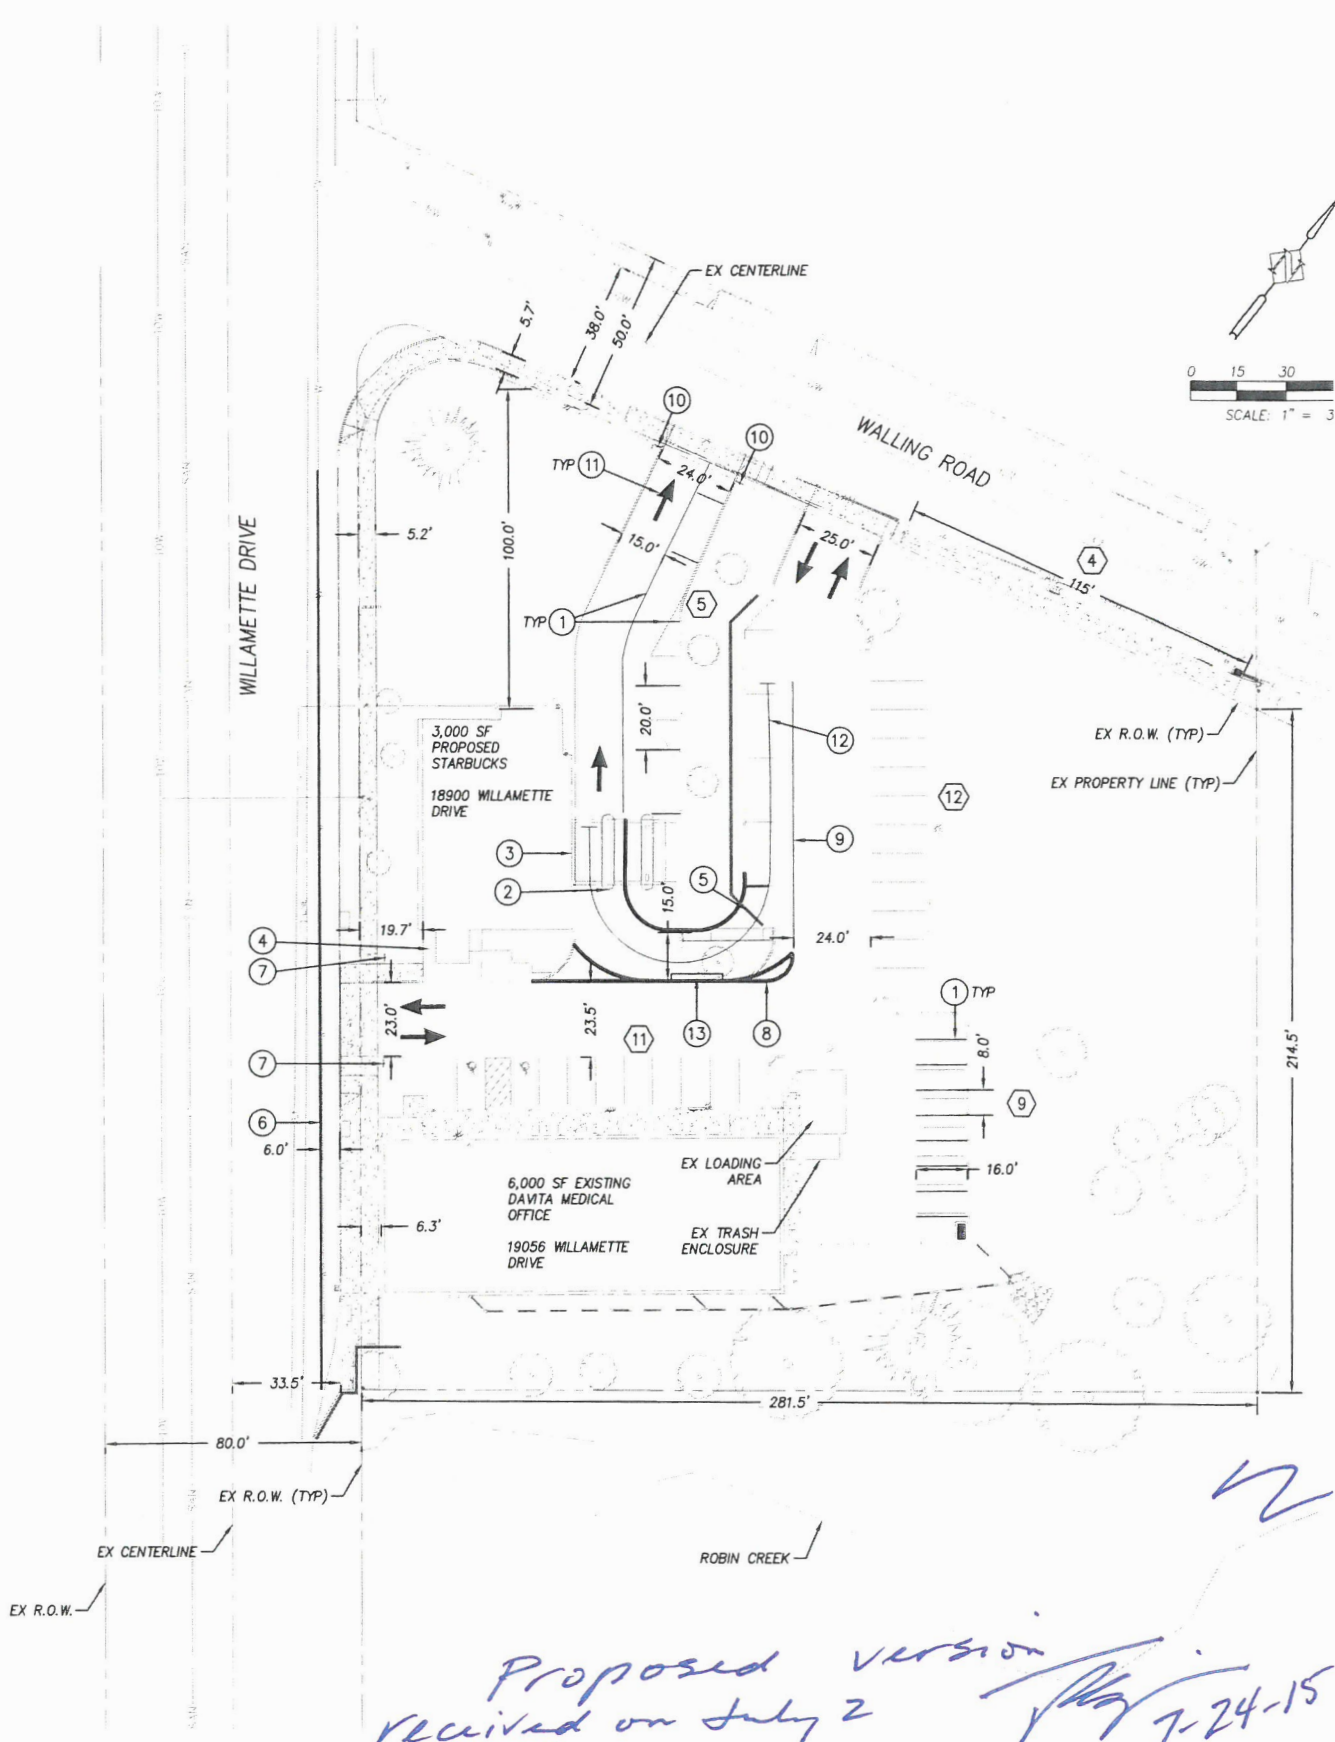 EX CENTERLINE
5.7'
38.0'
50.0'
0 15 30
SCALE: 1" = 3
10
10
WALLING ROAD
TYP 11
24.0'
5.2'
100.0'
15.0'
25.0'
4
115'
WILLAMETTE DRIVE
TYP 1
5
20.0'
3,000 SF
PROPOSED
STARBUCKS
18900 WILLAMETTE
DRIVE
12
EX R.O.W. (TYP)
EX PROPERTY LINE (TYP)
12
3
9
2
5
15.0'
19.7'
4
24.0'
7
1 TYP
23.0'
23.5'
11
13
8
8.0'
214.5'
7
9
6
6.0'
EX LOADING
AREA
16.0'
6,000 SF EXISTING
DAVITA MEDICAL
OFFICE
19056 WILLAMETTE
DRIVE
6.3'
EX TRASH
ENCLOSURE
33.5'
281.5'
80.0'
EX R.O.W. (TYP)
EX CENTERLINE
ROBIN CREEK
EX R.O.W.
Proposed version
received on July 2
7-24-15